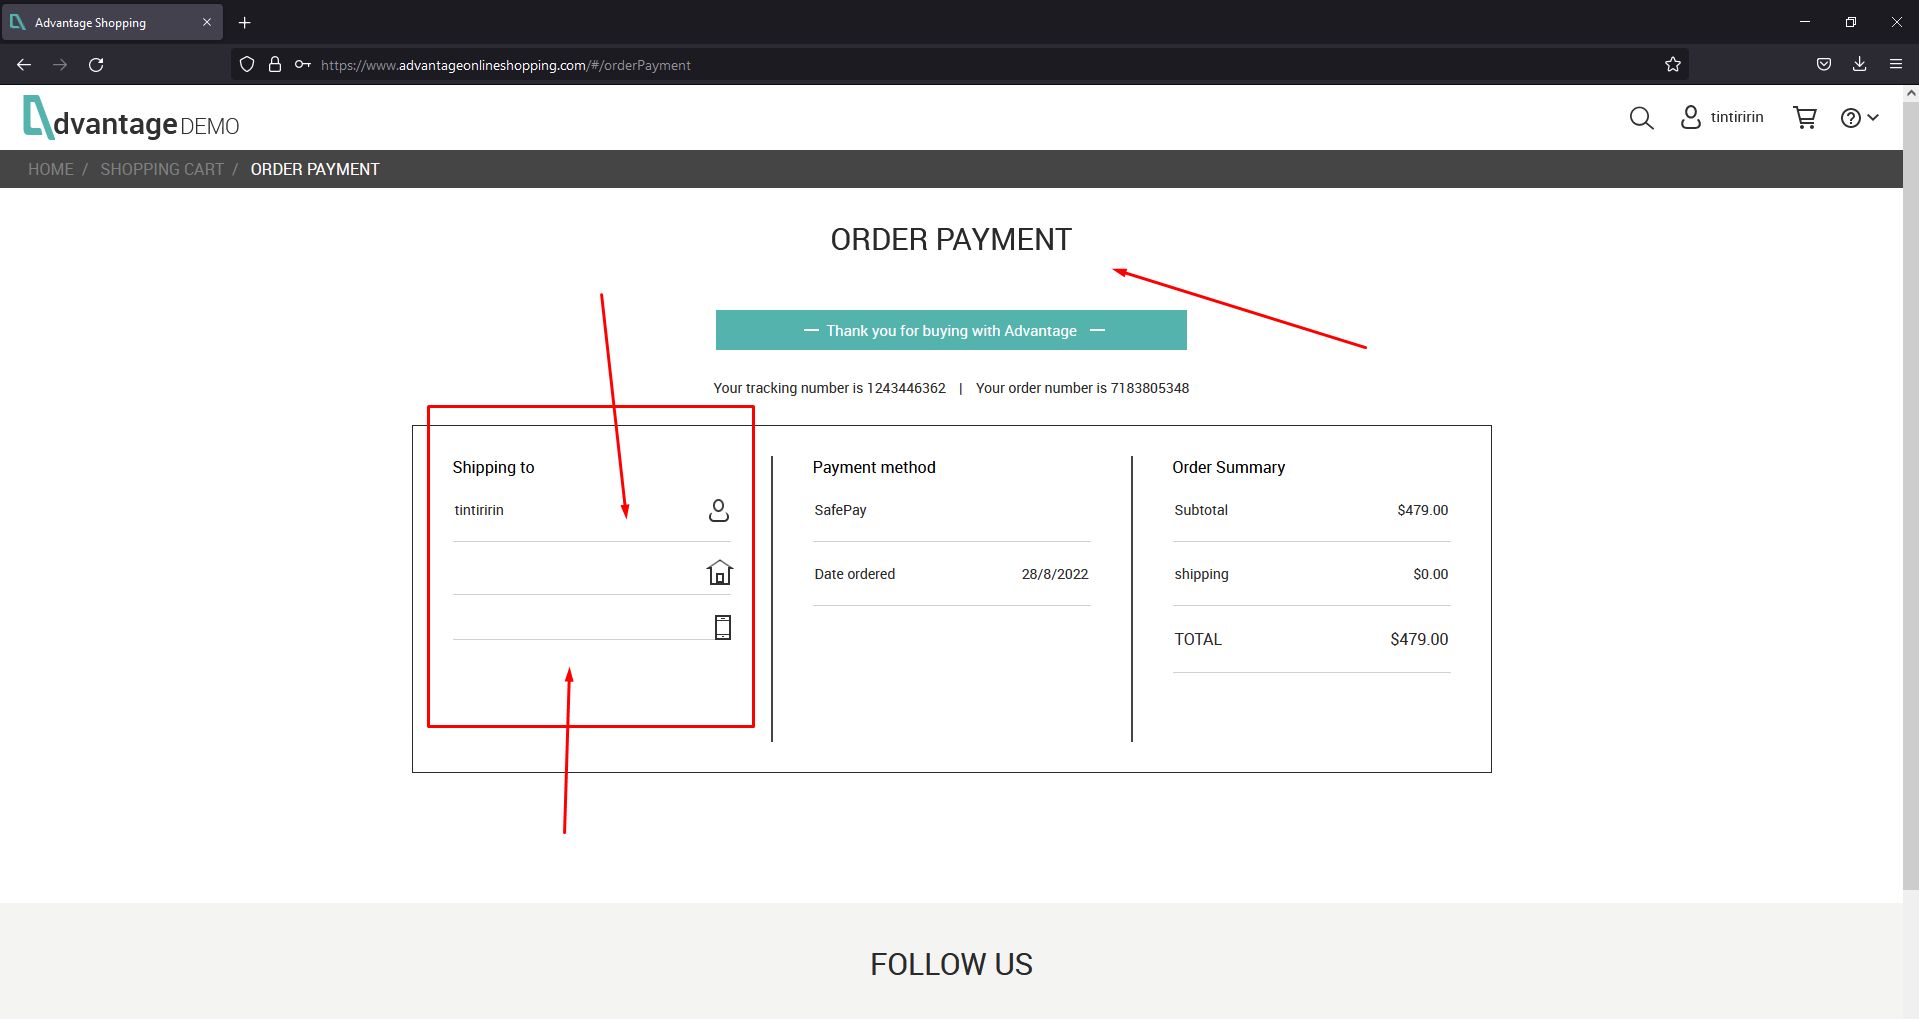 Advantage Shopping
https://www.advantageonlineshopping.com/#/orderPayment
dvantage DEMO
tintiririn
HOME / SHOPPING CART / ORDER PAYMENT
ORDER PAYMENT
— Thank you for buying with Advantage —
Your tracking number is 1243446362 | Your order number is 7183805348
Shipping to
tintiririn
Payment method
SafePay
Date ordered 28/8/2022
Order Summary
Subtotal $479.00
shipping $0.00
TOTAL $479.00
FOLLOW US